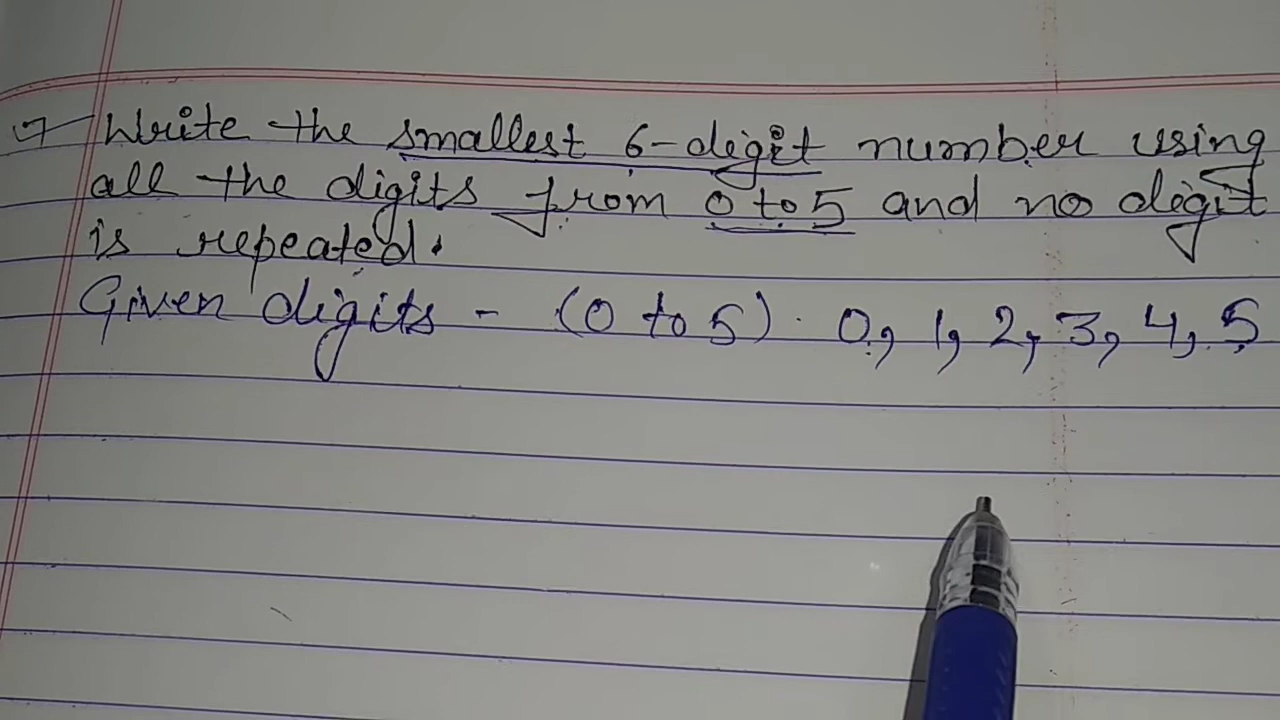 7 Write the smallest 6-digit number using
all the digits from 0 to 5 and no digit
is repeated.
Given digits - (0 to 5). 0, 1, 2, 3, 4, 5